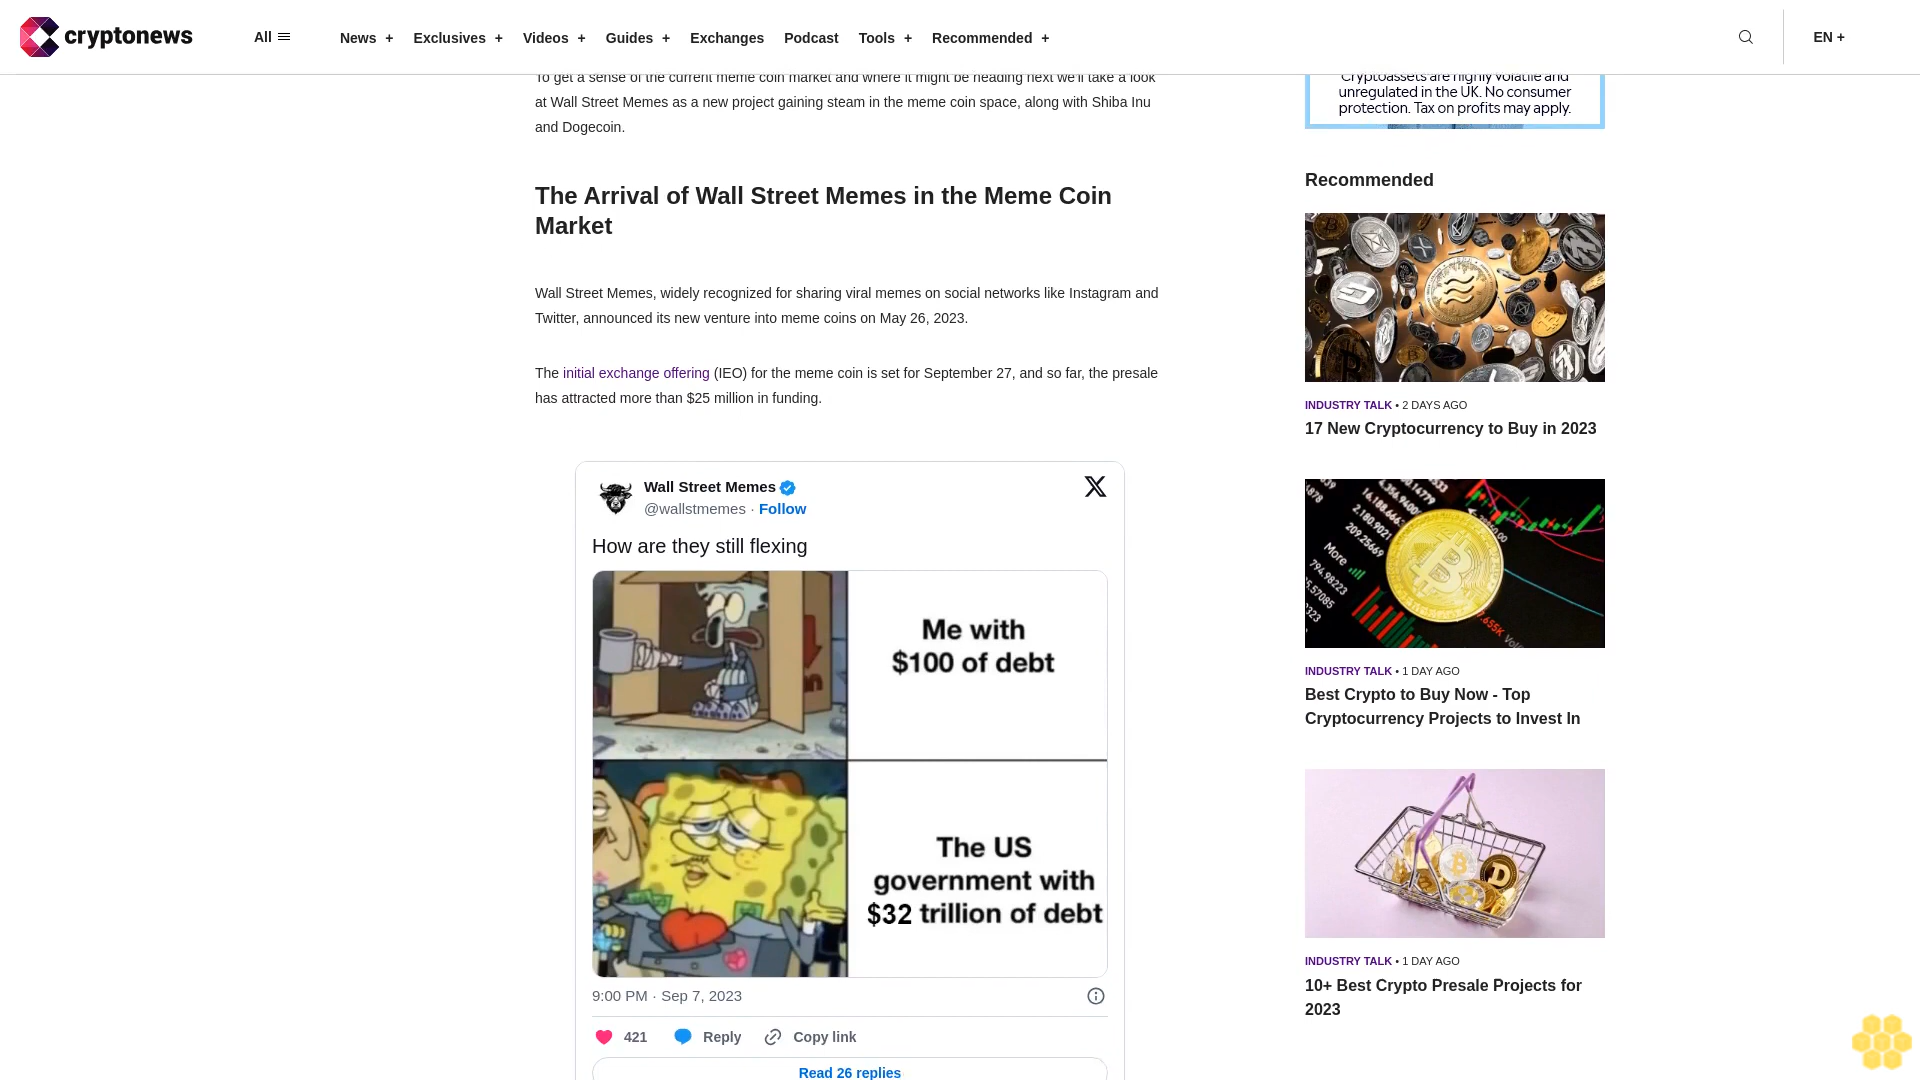 cryptonews
All
News + Exclusives + Videos + Guides + Exchanges Podcast Tools + Recommended +
EN +
To get a sense of the current meme coin market and where it might be heading next we'll take a look
at Wall Street Memes as a new project gaining steam in the meme coin space, along with Shiba Inu
and Dogecoin.
The Arrival of Wall Street Memes in the Meme Coin
Market
Wall Street Memes, widely recognized for sharing viral memes on social networks like Instagram and
Twitter, announced its new venture into meme coins on May 26, 2023.
The initial exchange offering (IEO) for the meme coin is set for September 27, and so far, the presale
has attracted more than $25 million in funding.
Wall Street Memes
@wallstmemes · Follow
How are they still flexing
Me with
$100 of debt
The US
government with
$32 trillion of debt
9:00 PM · Sep 7, 2023
421 Reply Copy link
Read 26 replies
Cryptoassets are highly volatile and
unregulated in the UK. No consumer
protection. Tax on profits may apply.
Recommended
INDUSTRY TALK • 2 DAYS AGO
17 New Cryptocurrency to Buy in 2023
More
INDUSTRY TALK • 1 DAY AGO
Best Crypto to Buy Now - Top
Cryptocurrency Projects to Invest In
INDUSTRY TALK • 1 DAY AGO
10+ Best Crypto Presale Projects for
2023